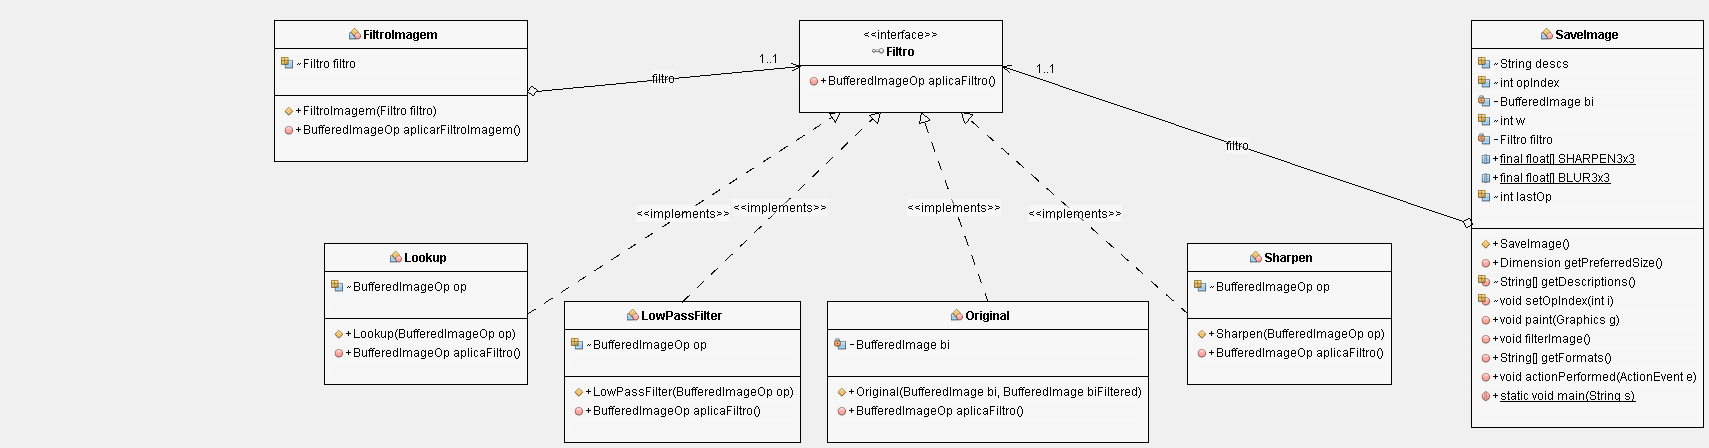 FiltroImagem
~Filtro filtro
+FiltroImagem(Filtro filtro)
+BufferedImageOp aplicarFiltroImagem()
filtro
1..1
<<interface>>
Filtro
+BufferedImageOp aplicaFiltro()
1..1
filtro
SaveImage
~String descs
~int opIndex
-BufferedImage bi
~int w
-Filtro filtro
+final float[] SHARPEN3x3
+final float[] BLUR3x3
~int lastOp
+SaveImage()
+Dimension getPreferredSize()
~String[] getDescriptions()
~void setOpIndex(int i)
+void paint(Graphics g)
+void filterImage()
+String[] getFormats()
+void actionPerformed(ActionEvent e)
+static void main(String s)
<<implements>>
<<implements>>
<<implements>>
<<implements>>
Lookup
~BufferedImageOp op
+Lookup(BufferedImageOp op)
+BufferedImageOp aplicaFiltro()
LowPassFilter
~BufferedImageOp op
+LowPassFilter(BufferedImageOp op)
+BufferedImageOp aplicaFiltro()
Original
-BufferedImage bi
+Original(BufferedImage bi, BufferedImage biFiltered)
+BufferedImageOp aplicaFiltro()
Sharpen
~BufferedImageOp op
+Sharpen(BufferedImageOp op)
+BufferedImageOp aplicaFiltro()